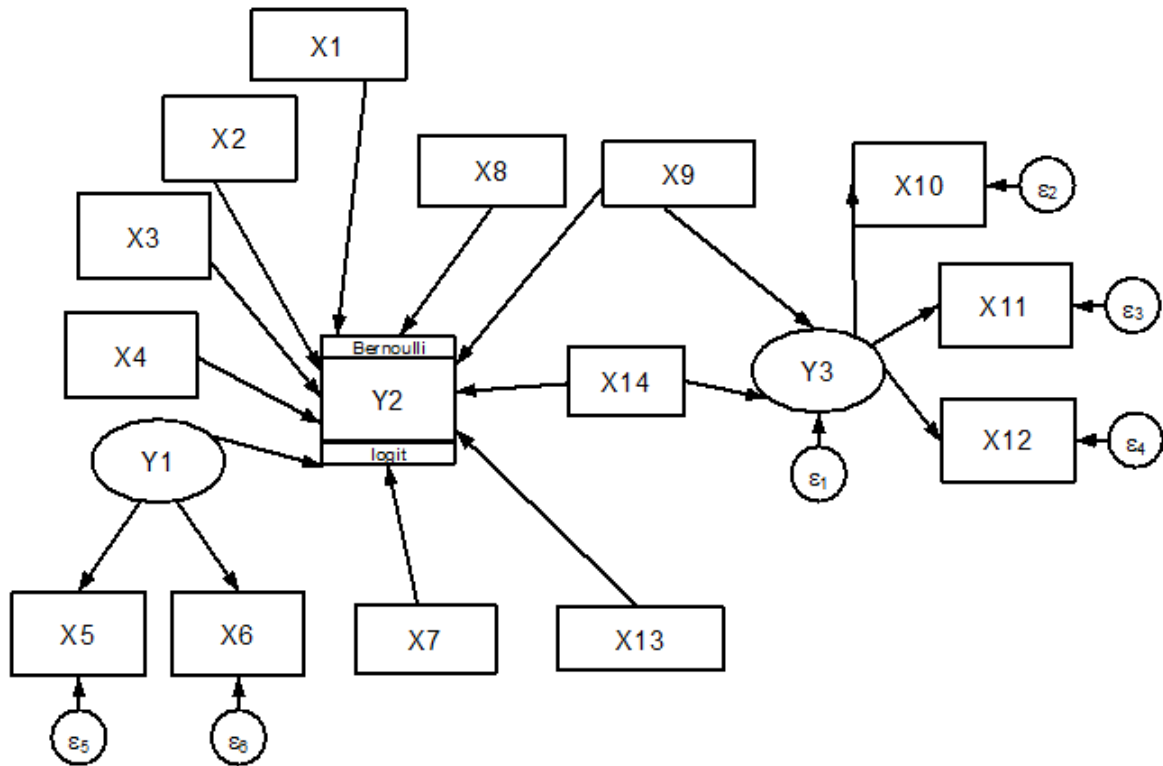 X1
X2
X8
X9
X10
ε2
X3
X11
ε3
X4
Bernoulli
Y2
logit
X14
Y3
X12
ε4
Y1
ε1
X5
X6
X7
X13
ε5
ε6